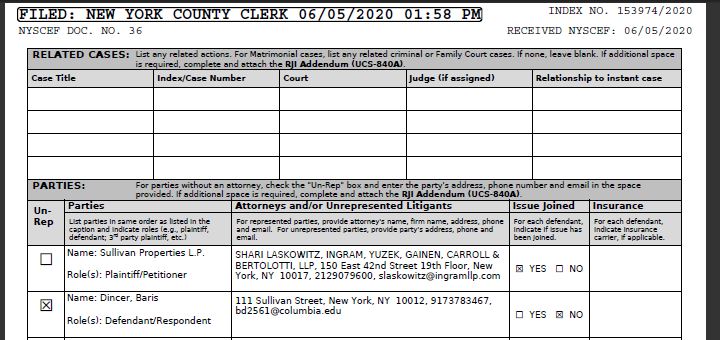 FILED: NEW YORK COUNTY CLERK 06/05/2020 01:58 PM
INDEX NO. 153974/2020
NYSCEF DOC. NO. 36
RECEIVED NYSCEF: 06/05/2020
RELATED CASES: List any related actions. For Matrimonial cases, list any related criminal or Family Court cases. If none, leave blank. If additional space
is required, complete and attach the RJI Addendum (UCS-840A).
Case Title Index/Case Number Court Judge (if assigned) Relationship to instant case
PARTIES: For parties without an attorney, check the "Un-Rep" box and enter the party's address, phone number and email in the space
provided. If additional space is required, complete and attach the RJI Addendum (UCS-840A).
Un-
Rep
Parties
List parties in same order as listed in the
caption and indicate roles (e.g., plaintiff,
defendant; 3rd party plaintiff, etc.)
Attorneys and/or Unrepresented Litigants
For represented parties, provide attorney's name, firm name, address, phone
and email. For unrepresented parties, provide party's address, phone and
email.
Issue Joined
For each defendant,
indicate if issue has
been joined.
Insurance
For each defendant,
indicate insurance
carrier, if applicable.
☐
Name: Sullivan Properties L.P.
Role(s): Plaintiff/Petitioner
SHARI LASKOWITZ, INGRAM, YUZEK, GAINEN, CARROLL &
BERTOLOTTI, LLP, 150 East 42nd Street 19th Floor, New
York, NY 10017, 2129079600, slaskowitz@ingramllp.com
☒ YES ☐ NO
☒
Name: Dincer, Baris
Role(s): Defendant/Respondent
111 Sullivan Street, New York, NY 10012, 9173783467,
bd2561@columbia.edu
☐ YES ☒ NO